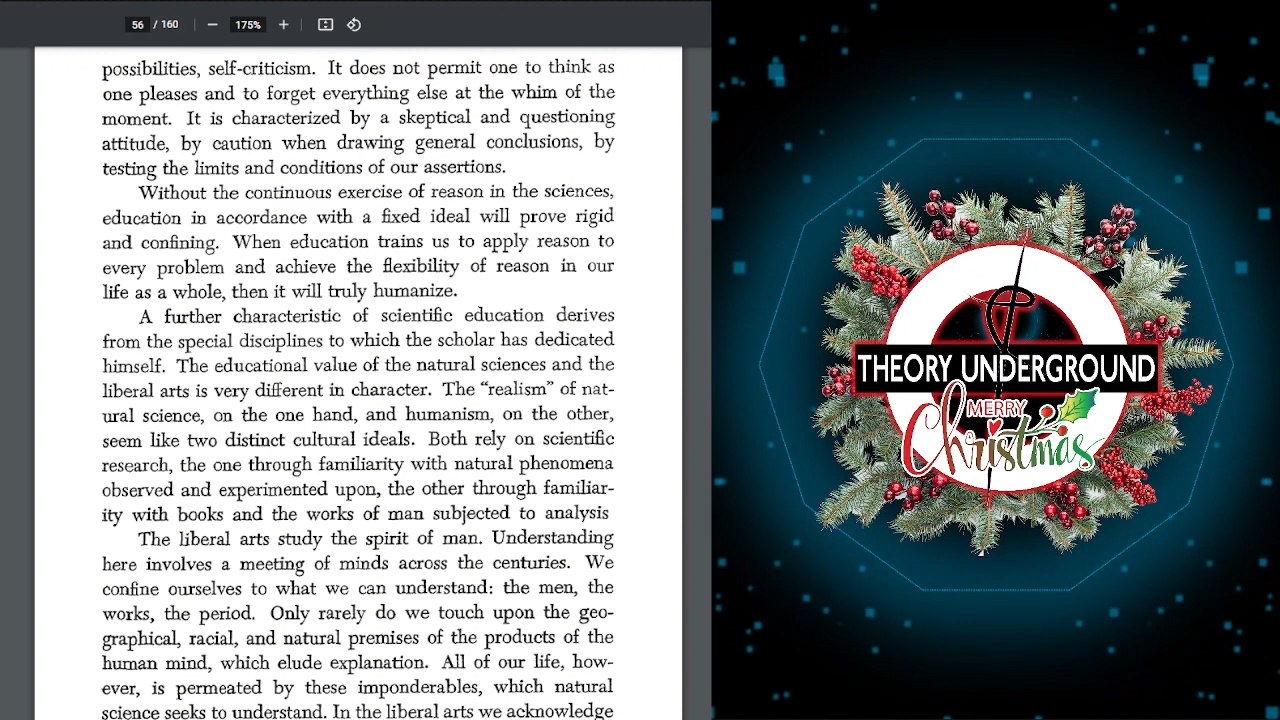 56 / 160
175%
possibilities, self-criticism. It does not permit one to think as
one pleases and to forget everything else at the whim of the
moment. It is characterized by a skeptical and questioning
attitude, by caution when drawing general conclusions, by
testing the limits and conditions of our assertions.
Without the continuous exercise of reason in the sciences,
education in accordance with a fixed ideal will prove rigid
and confining. When education trains us to apply reason to
every problem and achieve the flexibility of reason in our
life as a whole, then it will truly humanize.
A further characteristic of scientific education derives
from the special disciplines to which the scholar has dedicated
himself. The educational value of the natural sciences and the
liberal arts is very different in character. The “realism” of nat-
ural science, on the one hand, and humanism, on the other,
seem like two distinct cultural ideals. Both rely on scientific
research, the one through familiarity with natural phenomena
observed and experimented upon, the other through familiar-
ity with books and the works of man subjected to analysis
The liberal arts study the spirit of man. Understanding
here involves a meeting of minds across the centuries. We
confine ourselves to what we can understand: the men, the
works, the period. Only rarely do we touch upon the geo-
graphical, racial, and natural premises of the products of the
human mind, which elude explanation. All of our life, how-
ever, is permeated by these imponderables, which natural
science seeks to understand. In the liberal arts we acknowledge
THEORY UNDERGROUND
MERRY
Christmas